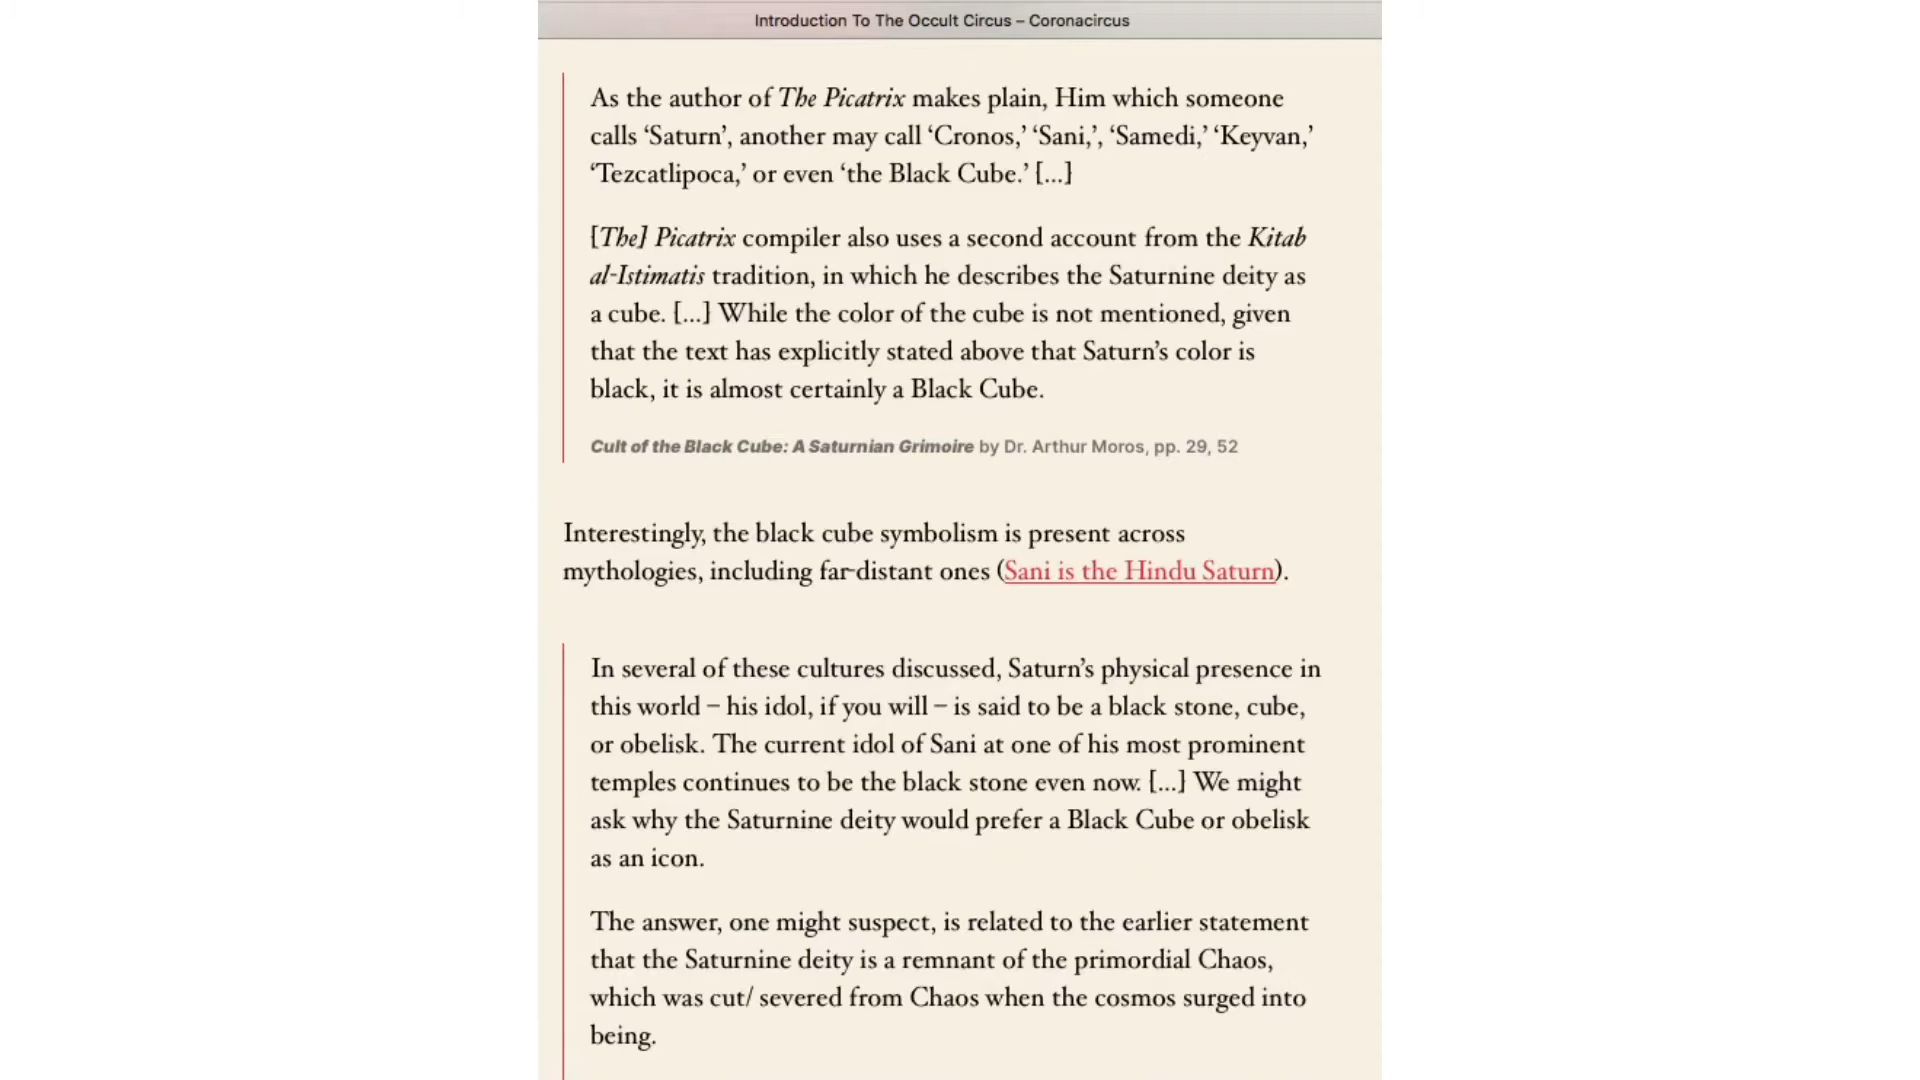 Introduction To The Occult Circus – Coronacircus
As the author of The Picatrix makes plain, Him which someone
calls ‘Saturn’, another may call ‘Cronos,’ ‘Sani,’, ‘Samedi,’ ‘Keyvan,’
‘Tezcatlipoca,’ or even ‘the Black Cube.’ [...]
[The] Picatrix compiler also uses a second account from the Kitab
al-Istimatis tradition, in which he describes the Saturnine deity as
a cube. [...] While the color of the cube is not mentioned, given
that the text has explicitly stated above that Saturn’s color is
black, it is almost certainly a Black Cube.
Cult of the Black Cube: A Saturnian Grimoire by Dr. Arthur Moros, pp. 29, 52
Interestingly, the black cube symbolism is present across
mythologies, including far-distant ones (Sani is the Hindu Saturn).
In several of these cultures discussed, Saturn’s physical presence in
this world – his idol, if you will – is said to be a black stone, cube,
or obelisk. The current idol of Sani at one of his most prominent
temples continues to be the black stone even now. [...] We might
ask why the Saturnine deity would prefer a Black Cube or obelisk
as an icon.
The answer, one might suspect, is related to the earlier statement
that the Saturnine deity is a remnant of the primordial Chaos,
which was cut/ severed from Chaos when the cosmos surged into
being.